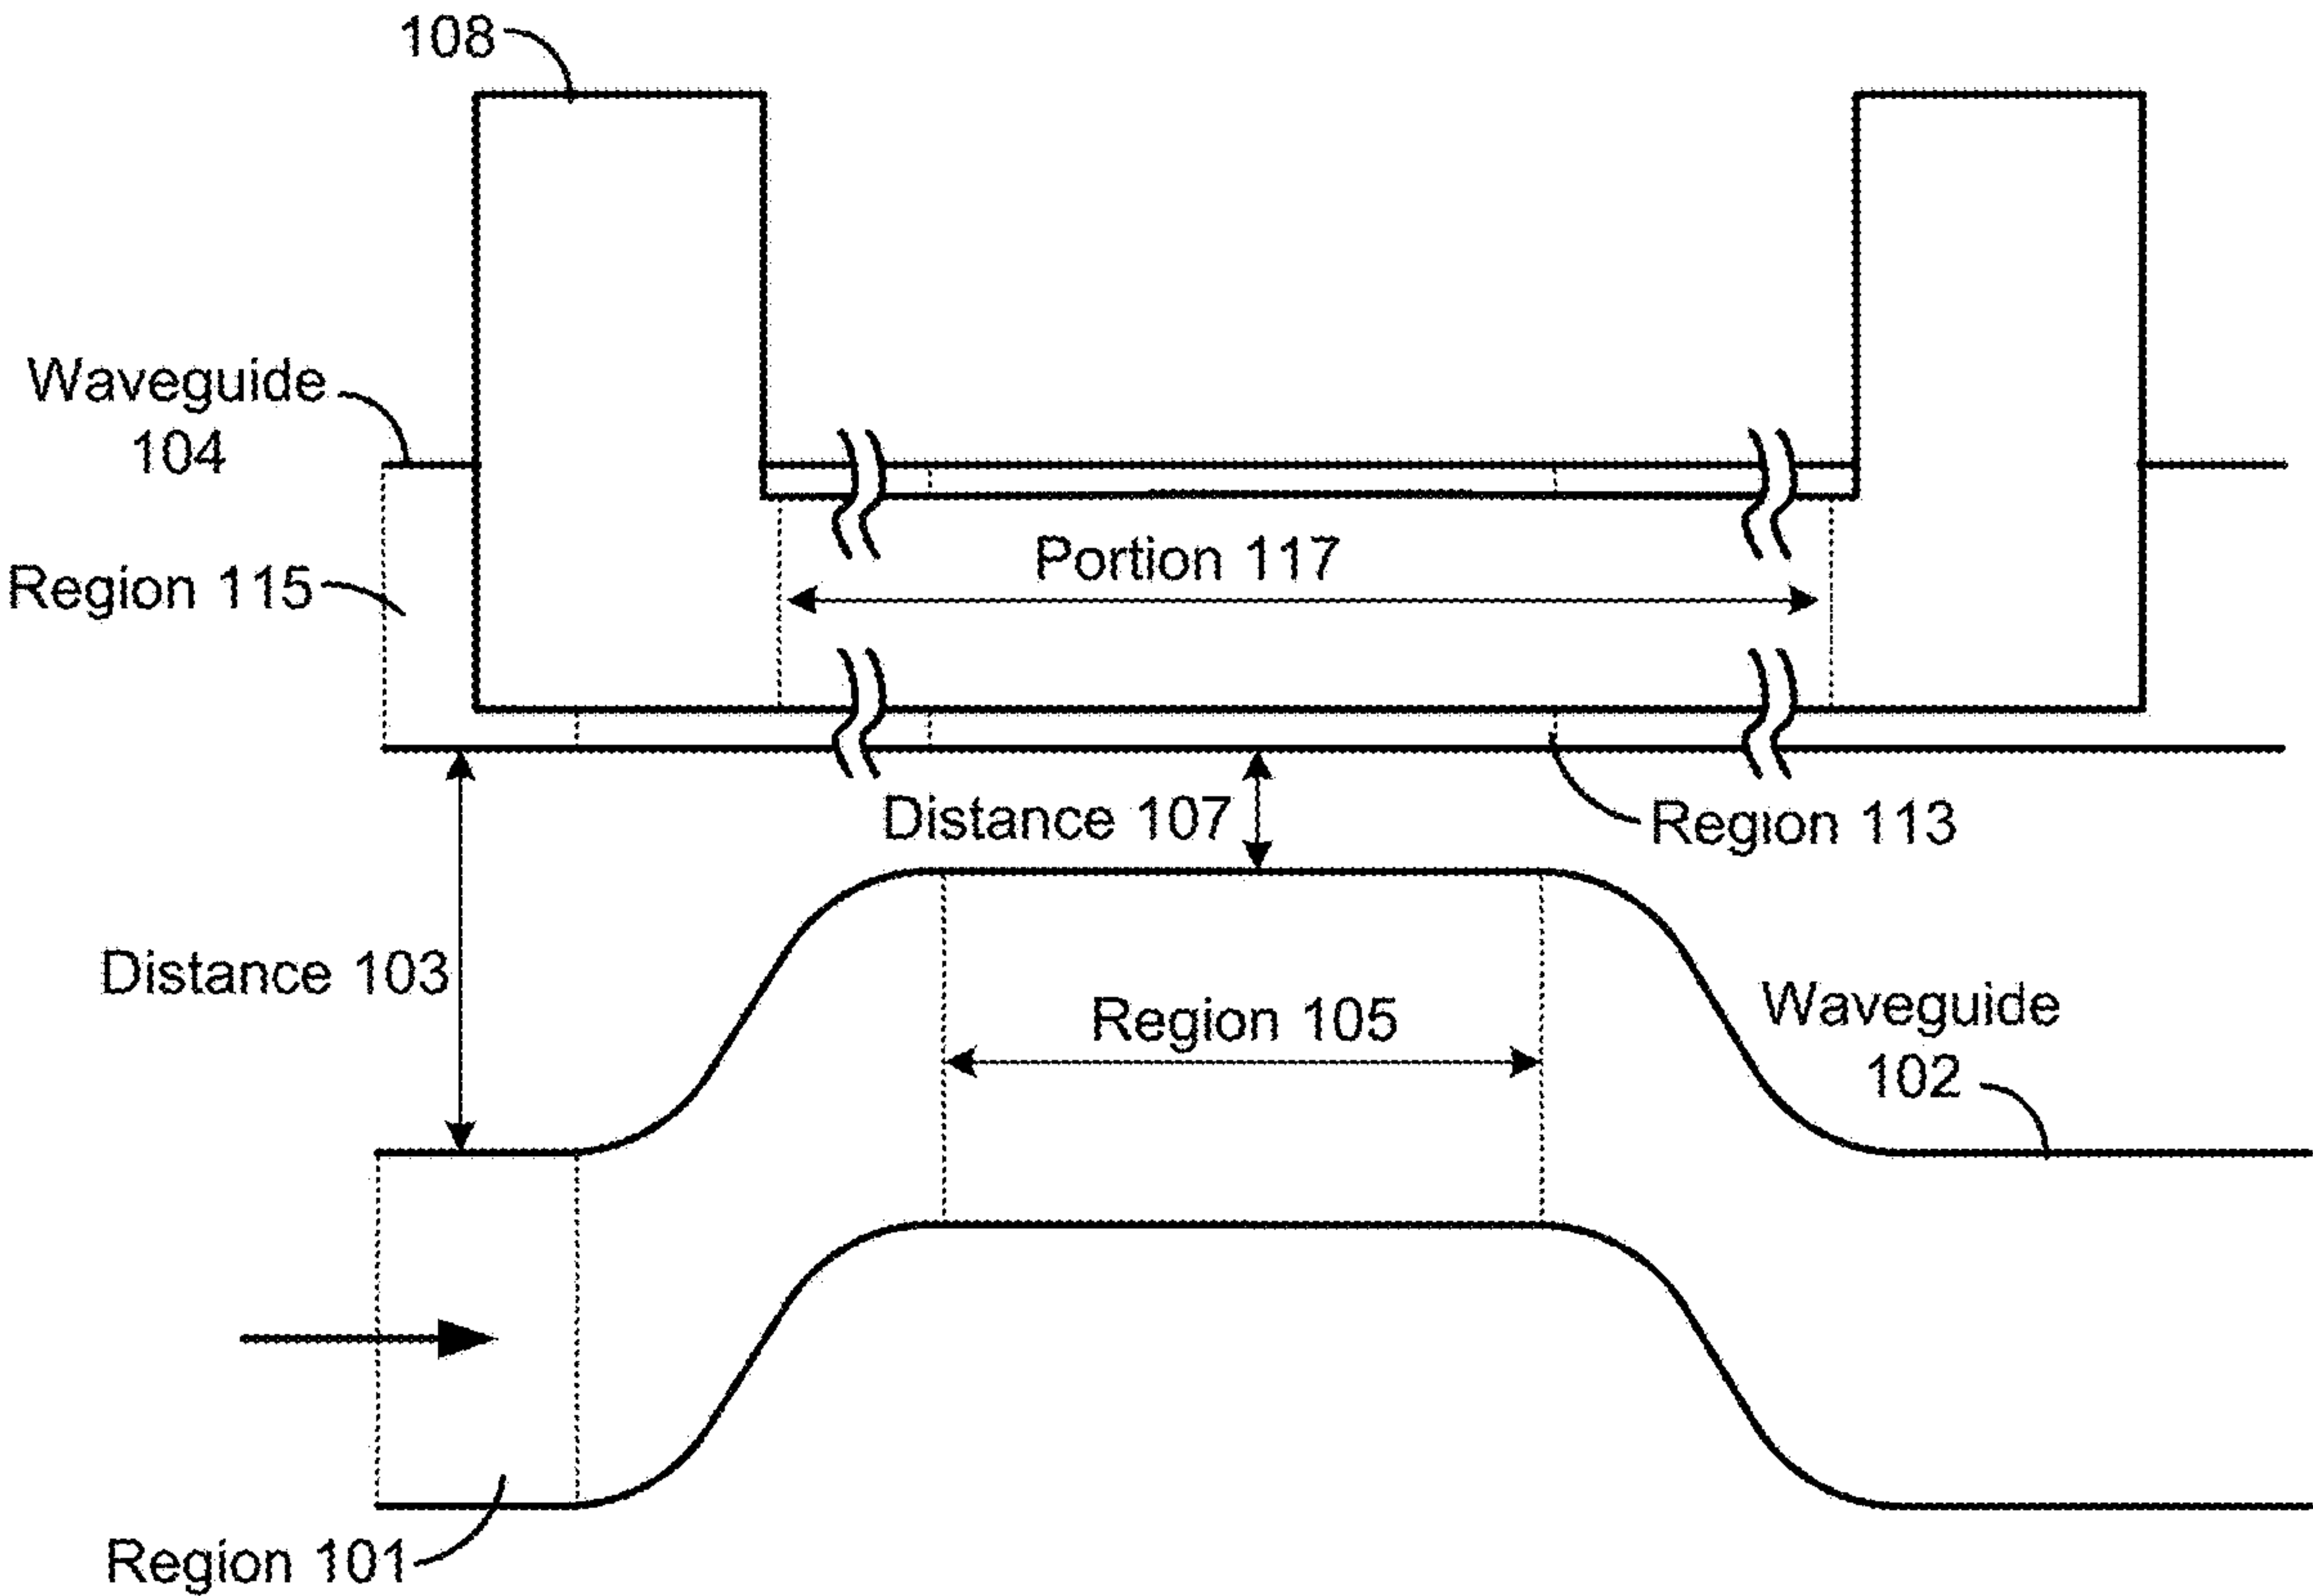 108
Waveguide
104
Region 115
Portion 117
Distance 107
Region 113
Distance 103
Region 105
Waveguide
102
Region 101